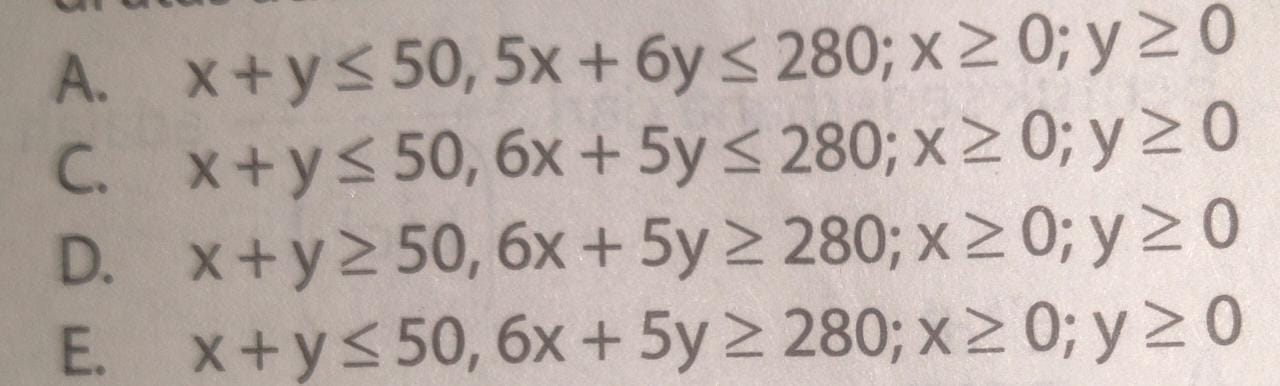 A. x + y ≤ 50, 5x + 6y ≤ 280; x ≥ 0; y ≥ 0
C. x + y ≤ 50, 6x + 5y ≤ 280; x ≥ 0; y ≥ 0
D. x + y ≥ 50, 6x + 5y ≥ 280; x ≥ 0; y ≥ 0
E. x + y ≤ 50, 6x + 5y ≥ 280; x ≥ 0; y ≥ 0